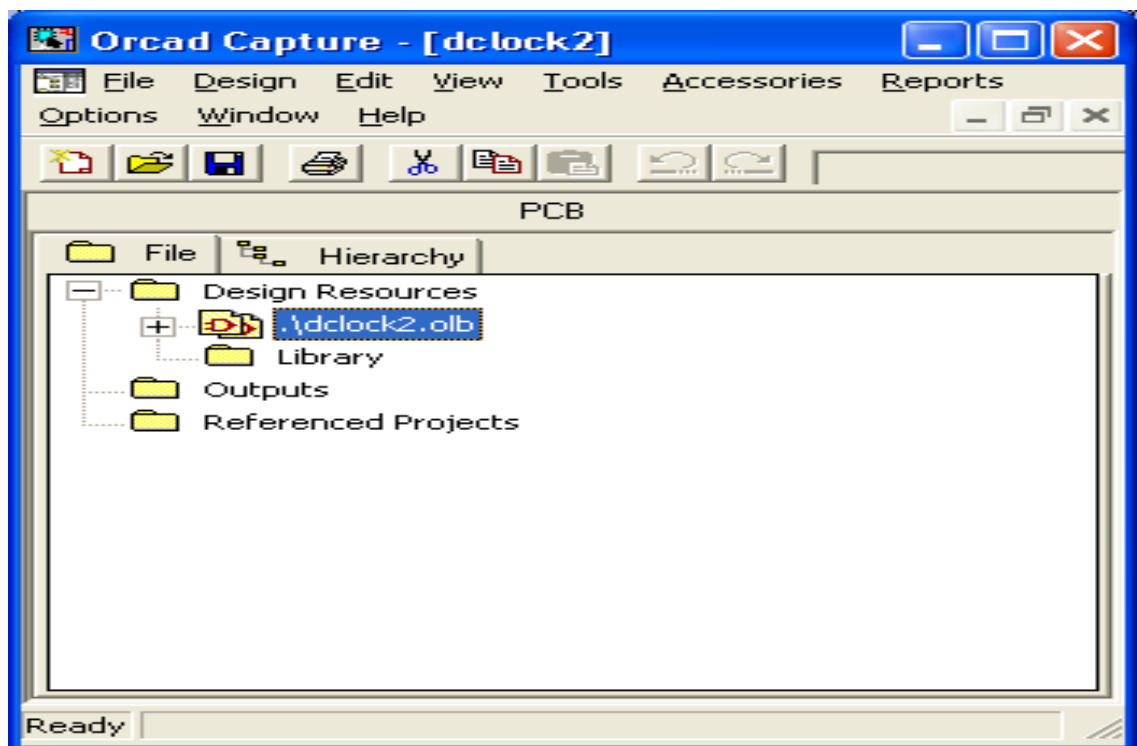 Orcad Capture - [dclock2]
File Design Edit View Tools Accessories Reports
Options Window Help
PCB
File Hierarchy
Design Resources
.\dclock2.olb
Library
Outputs
Referenced Projects
Ready